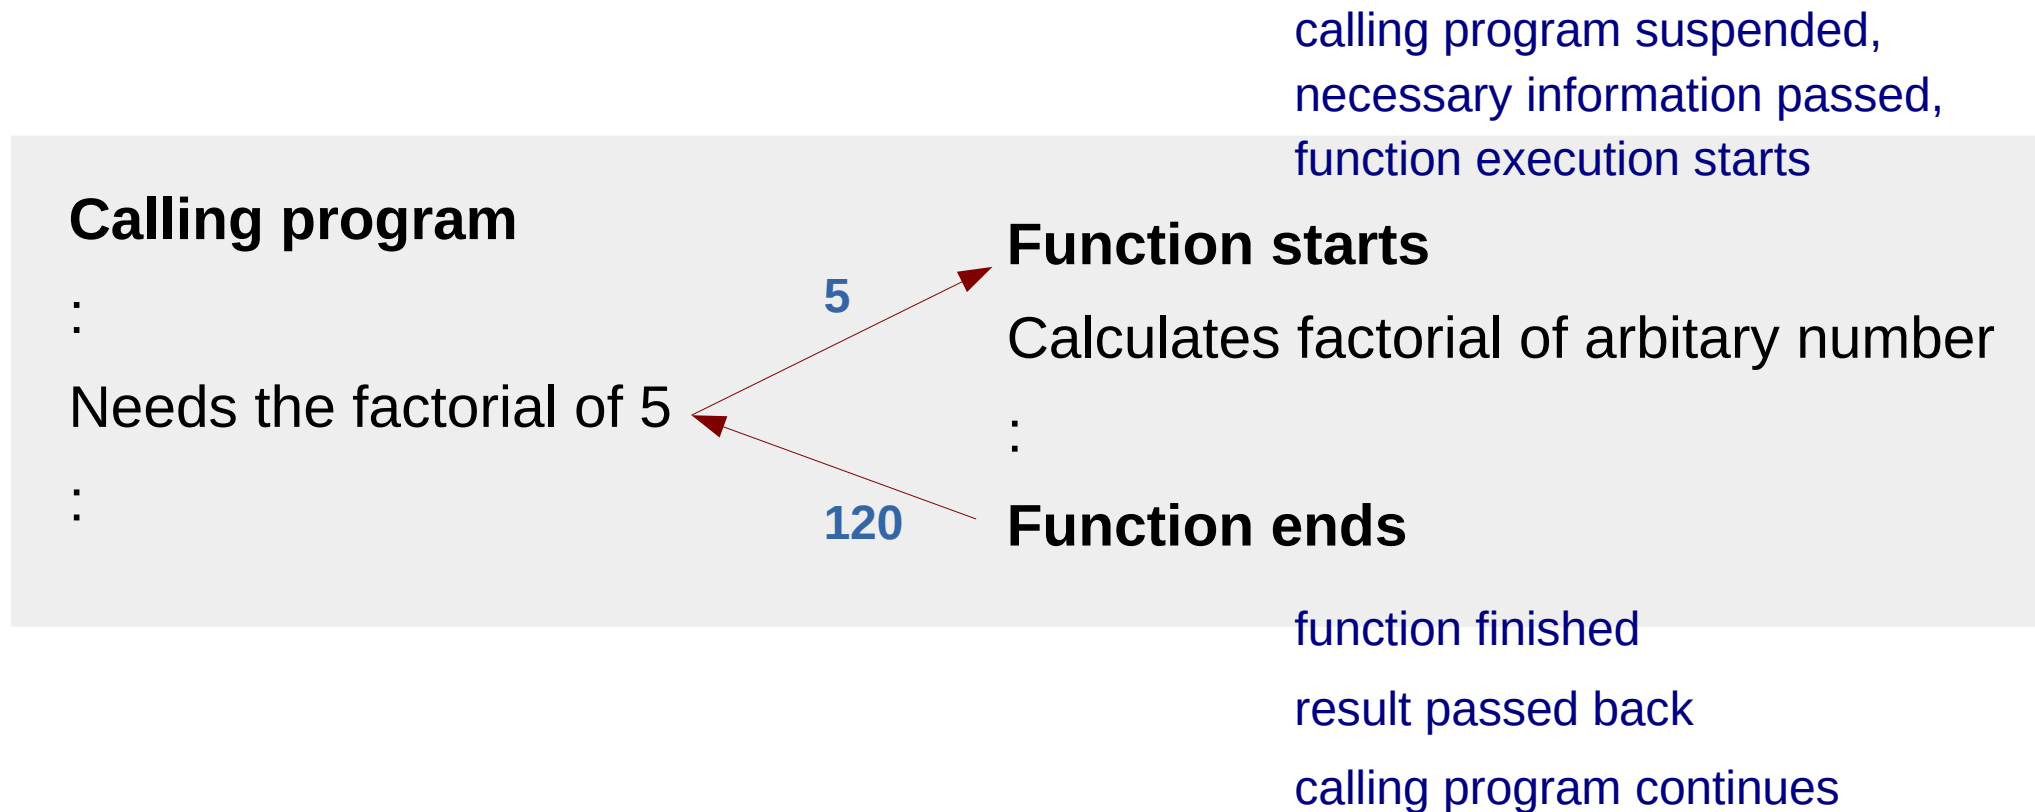 calling program suspended,
necessary information passed,
function execution starts
Calling program
:
Needs the factorial of 5
:
5
120
Function starts
Calculates factorial of arbitary number
:
Function ends
function finished
result passed back
calling program continues